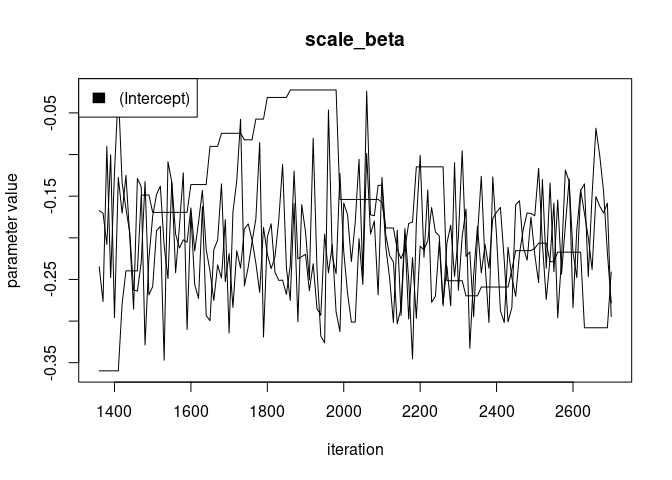 scale_beta
(Intercept)
parameter value
-0.05
-0.15
-0.25
-0.35
1400 1600 1800 2000 2200 2400 2600
iteration